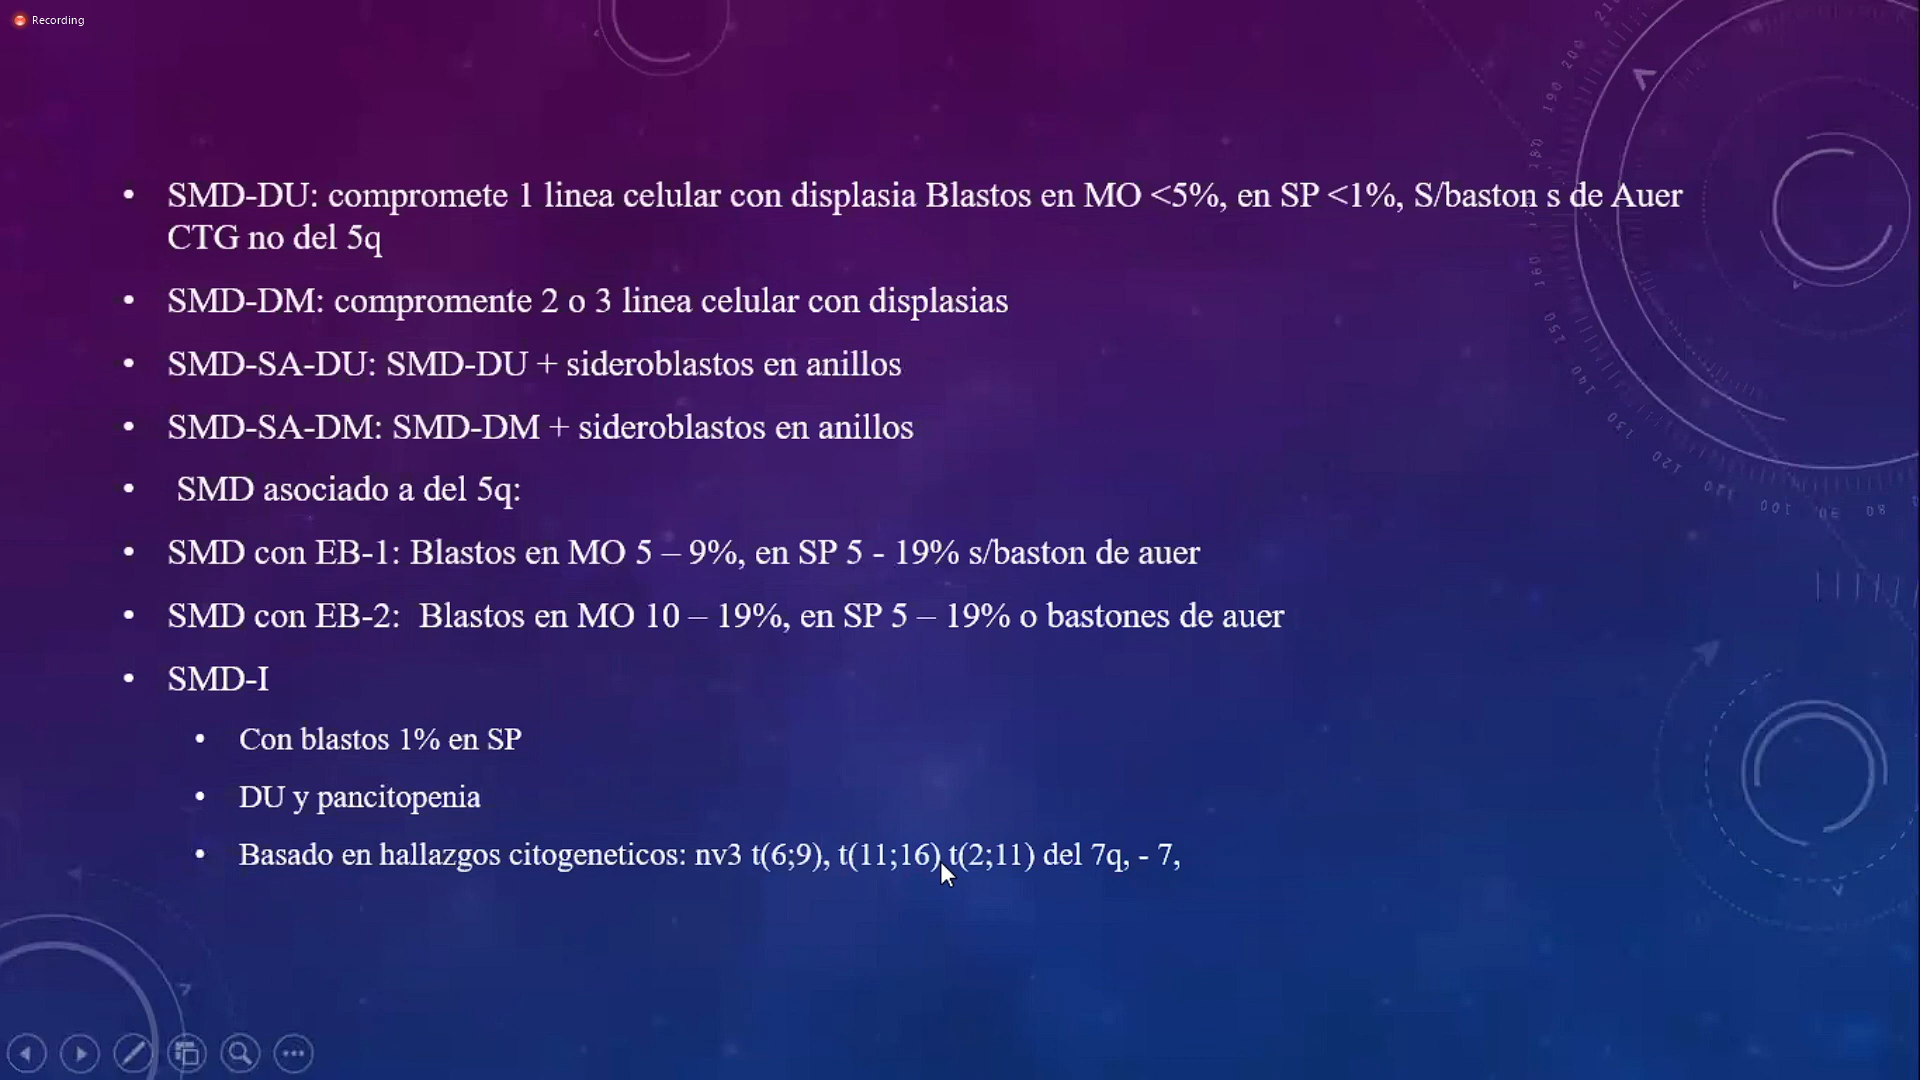 Recording
• SMD-DU: compromete 1 linea celular con displasia Blastos en MO <5%, en SP <1%, S/baston s de Auer
CTG no del 5q
• SMD-DM: compromente 2 o 3 linea celular con displasias
• SMD-SA-DU: SMD-DU + sideroblastos en anillos
• SMD-SA-DM: SMD-DM + sideroblastos en anillos
• SMD asociado a del 5q:
• SMD con EB-1: Blastos en MO 5 – 9%, en SP 5 - 19% s/baston de auer
• SMD con EB-2: Blastos en MO 10 – 19%, en SP 5 – 19% o bastones de auer
• SMD-I
• Con blastos 1% en SP
• DU y pancitopenia
• Basado en hallazgos citogeneticos: nv3 t(6;9), t(11;16) t(2;11) del 7q, - 7,